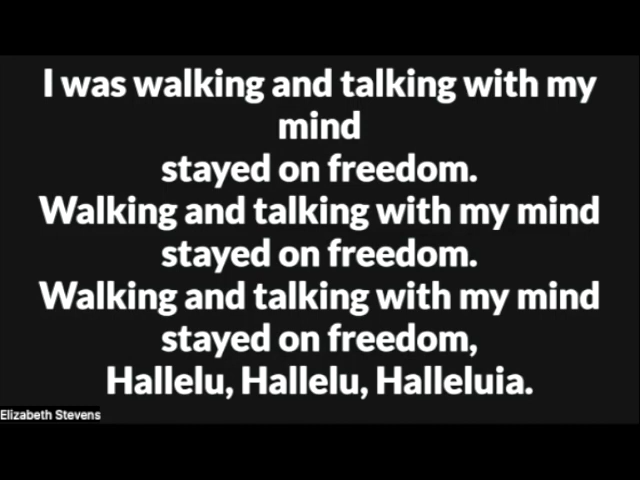 I was walking and talking with my
mind
stayed on freedom.
Walking and talking with my mind
stayed on freedom.
Walking and talking with my mind
stayed on freedom,
Hallelu, Hallelu, Halleluia.
Elizabeth Stevens